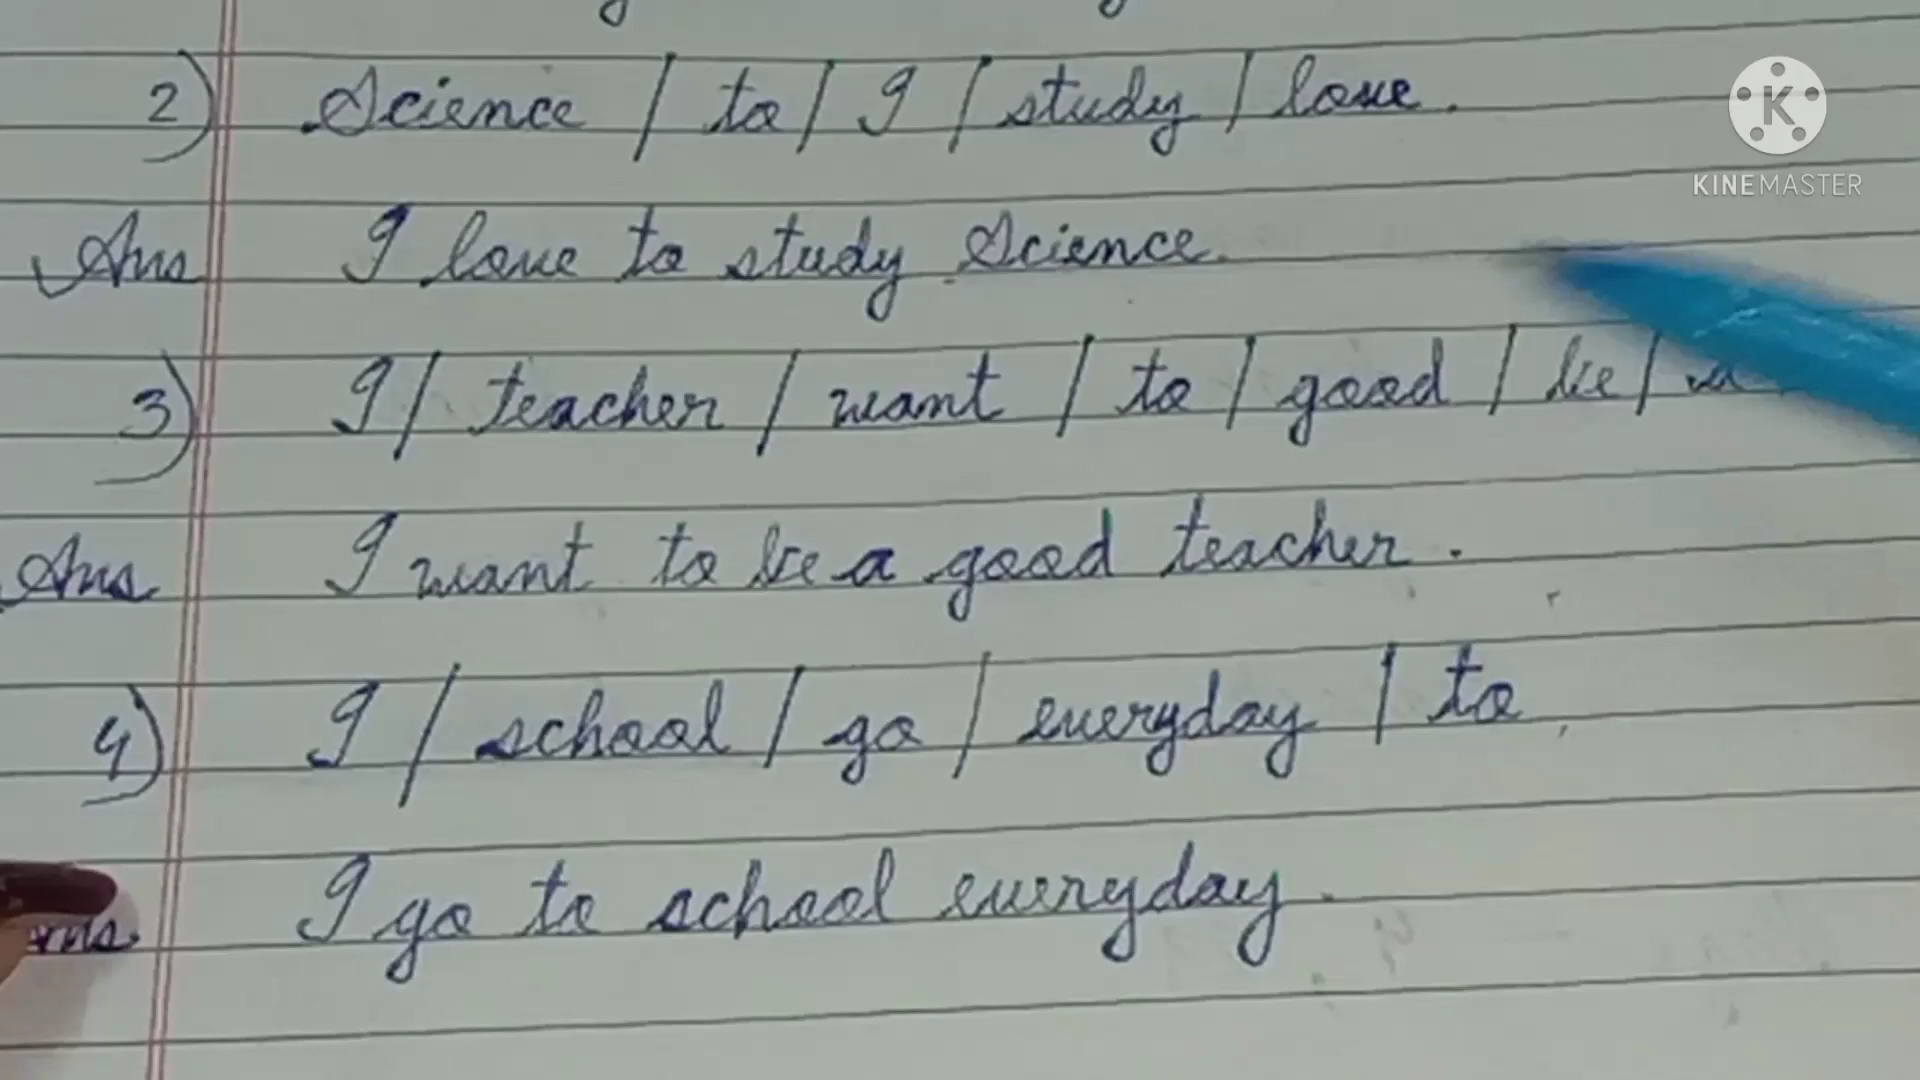 2) Science / to / I / study / love.
Ans I love to study Science.
3) I / teacher / want / to / good / be /
Ans I want to be a good teacher.
4) I / school / go / everyday / to
Ans. I go to school everyday.
KINEMASTER